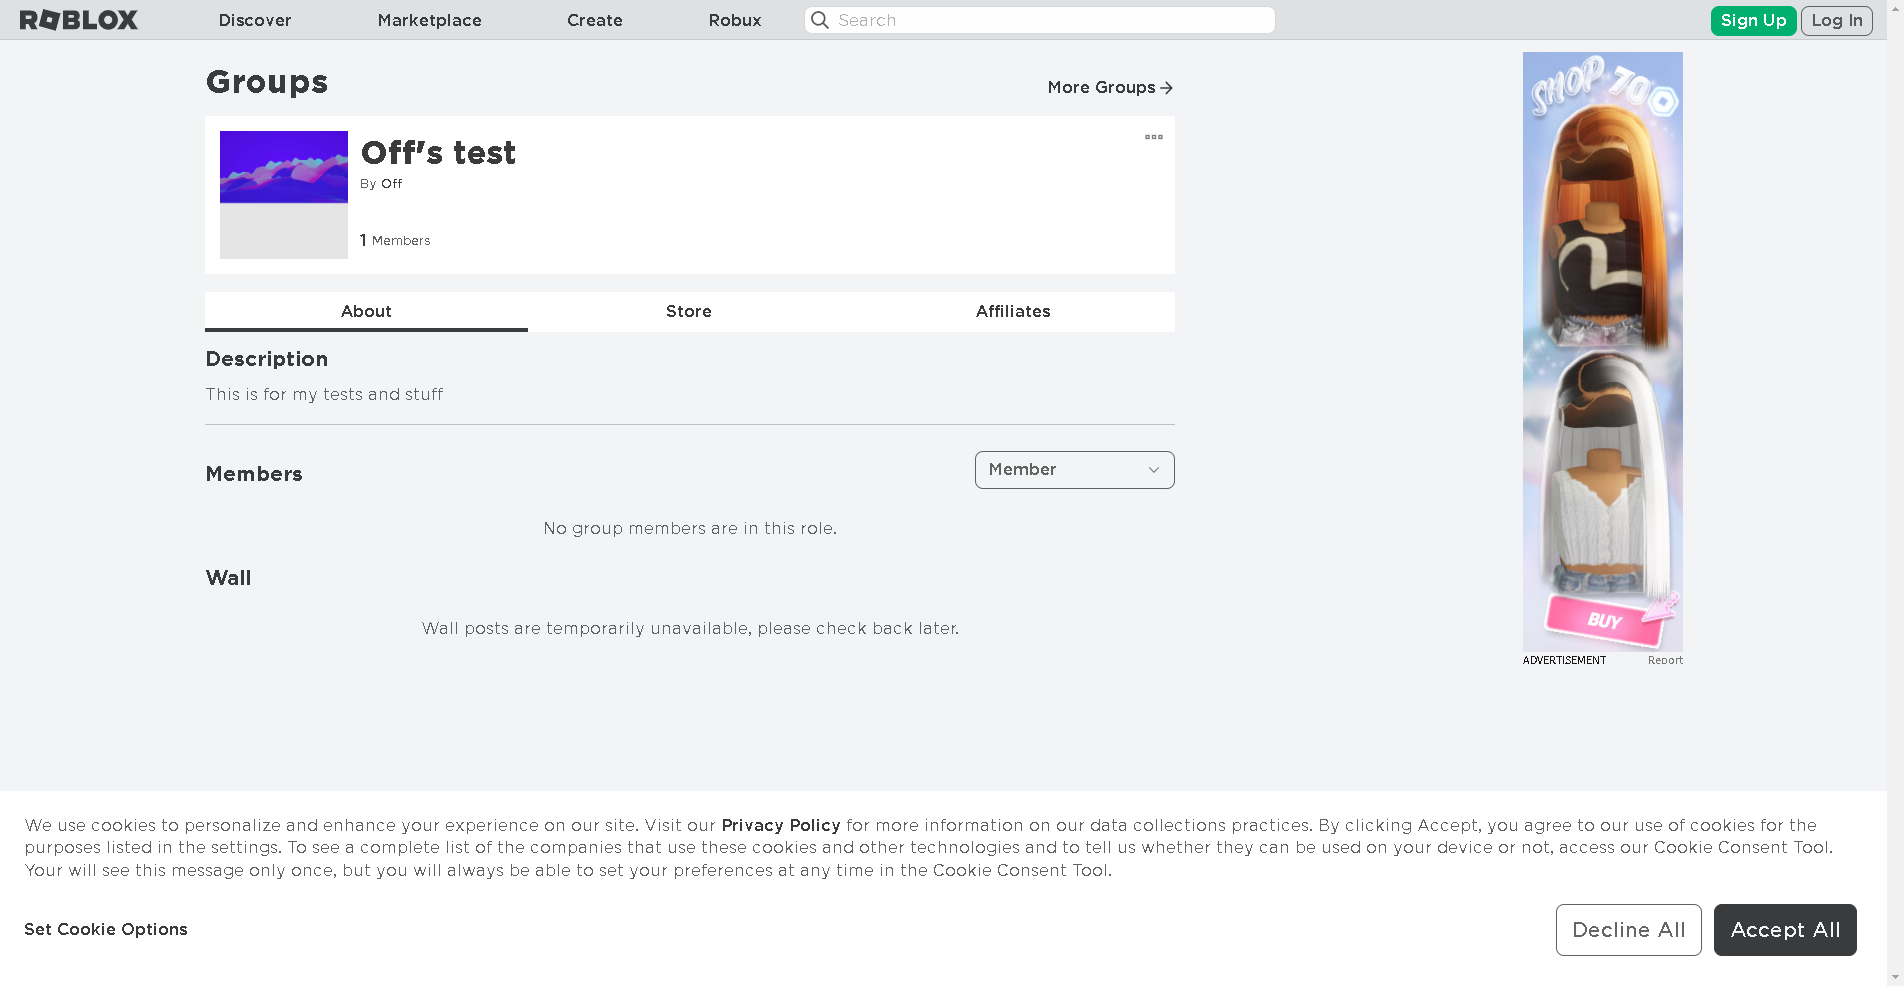 ROBLOX
Discover
Marketplace
Create
Robux
Search
Sign Up
Log In
Groups
More Groups
Off's test
By Off
1 Members
About
Store
Affiliates
Description
This is for my tests and stuff
Members
Member
No group members are in this role.
Wall
Wall posts are temporarily unavailable, please check back later.
SHOP 70
BUY
ADVERTISEMENT
Report
We use cookies to personalize and enhance your experience on our site. Visit our Privacy Policy for more information on our data collections practices. By clicking Accept, you agree to our use of cookies for the
purposes listed in the settings. To see a complete list of the companies that use these cookies and other technologies and to tell us whether they can be used on your device or not, access our Cookie Consent Tool.
Your will see this message only once, but you will always be able to set your preferences at any time in the Cookie Consent Tool.
Set Cookie Options
Decline All
Accept All